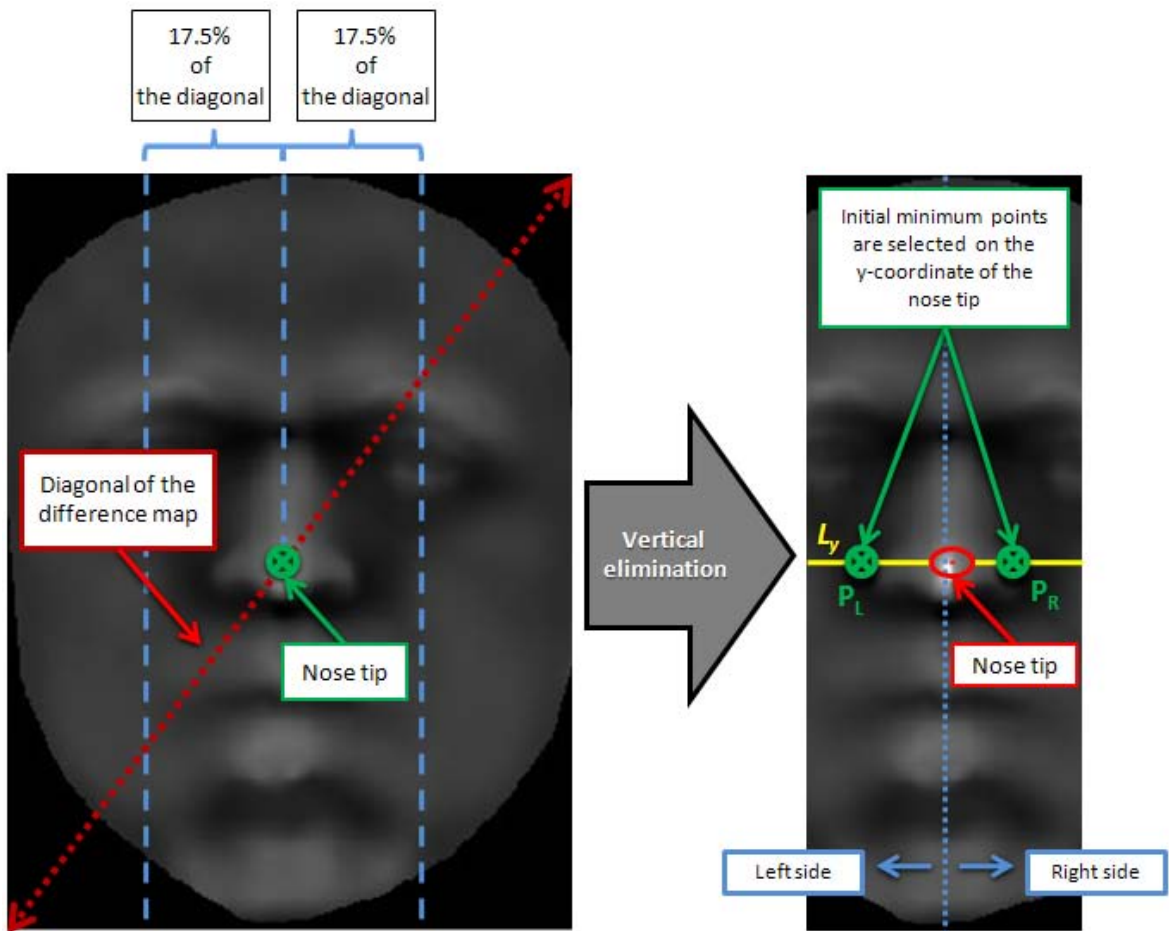 17.5%
of
the diagonal
17.5%
of
the diagonal
Diagonal of the
difference map
Nose tip
Vertical
elimination
Initial minimum points
are selected on the
y-coordinate of the
nose tip
Ly
PL
PR
Nose tip
Left side
Right side